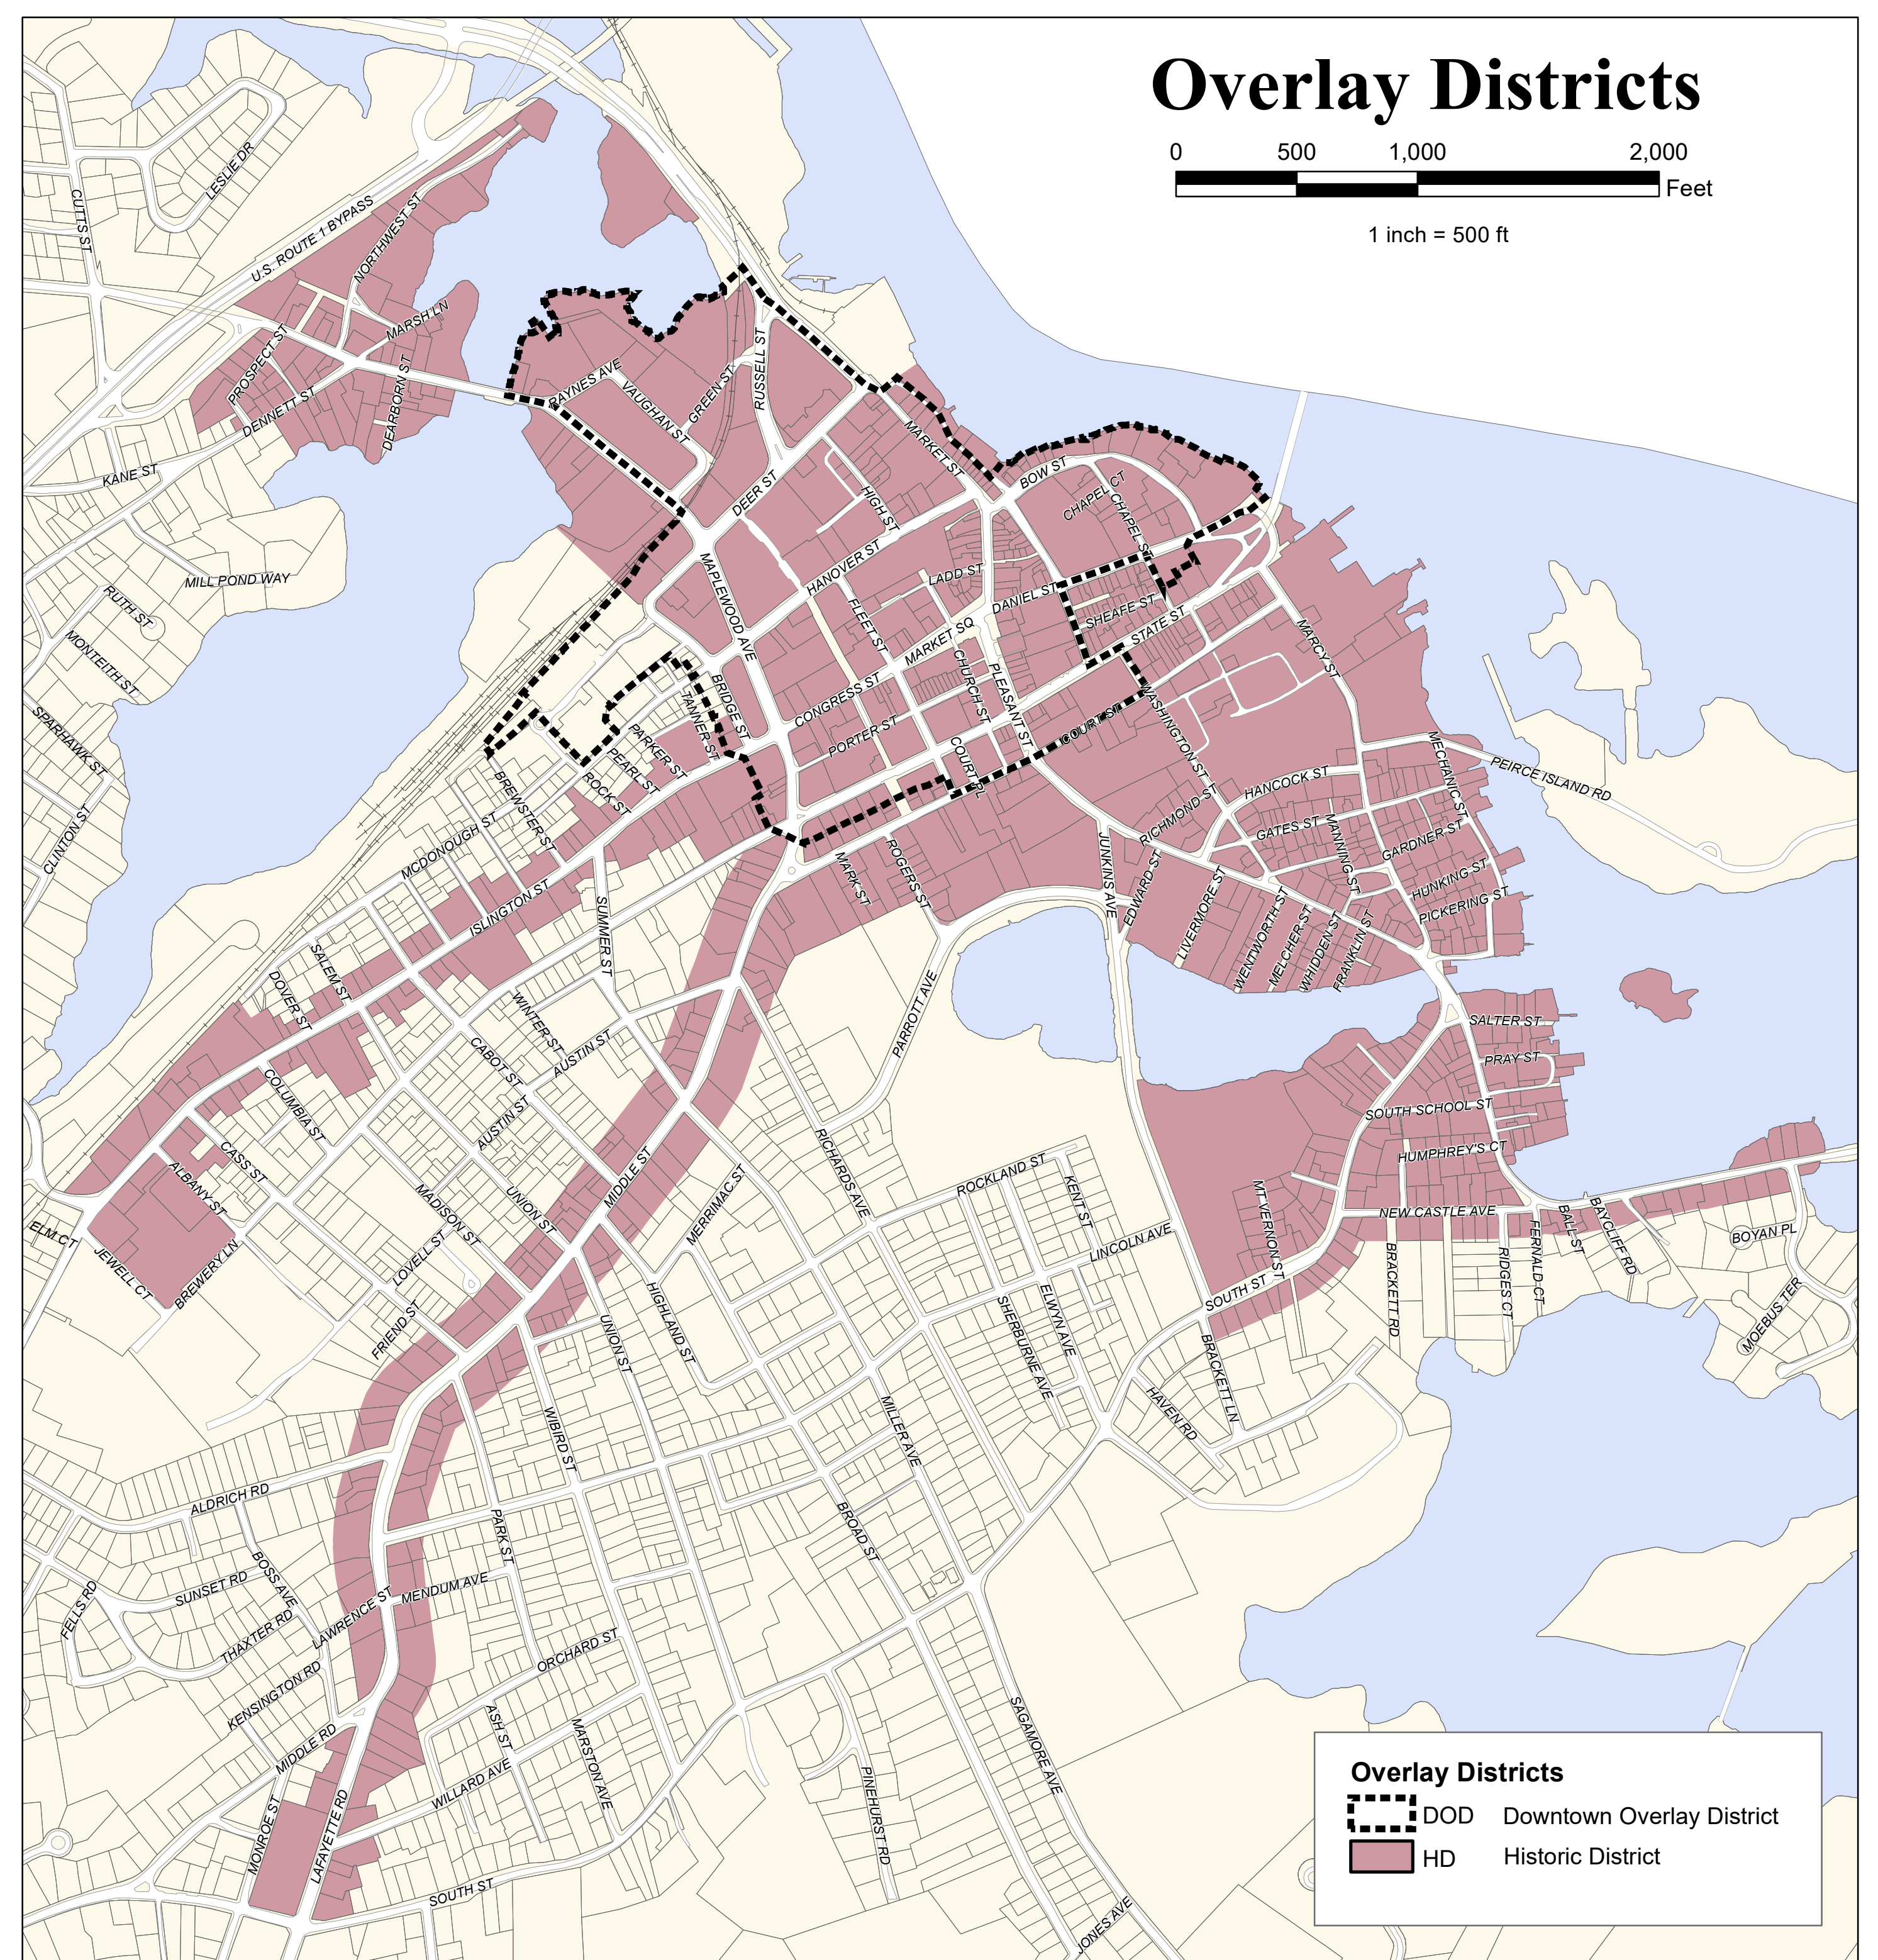 Overlay Districts
0 500 1,000 2,000
Feet
1 inch = 500 ft
LESLIE DR
CUTTS ST
U.S. ROUTE 1 BYPASS
NORTHWEST ST
MARSH LN
PROSPECT ST
DENNETT ST
DEARBORN ST
KANE ST
MILL POND WAY
RUTH ST
MONTEITH ST
SPARHAWK ST
CLINTON ST
RAYNES AVE
VAUGHAN ST
GREEN ST
RUSSELL ST
DEER ST
MARKET ST
HIGH ST
BOW ST
CHAPEL CT
CHAPEL ST
HANOVER ST
LADD ST
MAPLEWOOD AVE
FLEET ST
DANIEL ST
SHEAFE ST
STATE ST
MARKET SQ
CHURCH ST
PLEASANT ST
MARCY ST
BRIDGE ST
TANNER ST
CONGRESS ST
PORTER ST
COURT ST
COURT PL
WASHINGTON ST
PARKER ST
PEARL ST
ROCK ST
BREWSTER ST
MCDONOUGH ST
ISLINGTON ST
SUMMER ST
MECHANIC ST
PEIRCE ISLAND RD
HANCOCK ST
RICHMOND ST
GATES ST
MANNING ST
GARDNER ST
HUNKING ST
PICKERING ST
MARK ST
ROGERS ST
JUNKINS AVE
EDWARD ST
LIVERMORE ST
WENTWORTH ST
MELCHER ST
WHIDDEN ST
FRANKLIN ST
SALEM ST
DOVER ST
WINTER ST
CABOT ST
AUSTIN ST
AUSTIN ST
PARROTT AVE
SALTER ST
PRAY ST
SOUTH SCHOOL ST
HUMPHREY'S CT
COLUMBIA ST
CASS ST
ALBANY ST
MADISON ST
UNION ST
MIDDLE ST
MERRIMAC ST
RICHARDS AVE
ROCKLAND ST
KENT ST
LINCOLN AVE
MT VERNON ST
NEW CASTLE AVE
BRACKETT RD
RIDGES CT
FERNALD CT
BALL ST
BAYCLIFF RD
BOYAN PL
MOEBUS TER
ELM CT
JEWELL CT
BREWERY LN
LOVELL ST
FRIEND ST
UNION ST
HIGHLAND ST
SHERBURNE AVE
ELWYN AVE
SOUTH ST
BRACKETT LN
HAVEN RD
WIBIRD ST
MILLER AVE
ALDRICH RD
PARK ST
BROAD ST
BOSS AVE
SUNSET RD
FELLS RD
THAXTER RD
LAWRENCE ST
MENDUM AVE
KENSINGTON RD
ORCHARD ST
MIDDLE RD
ASH ST
MARSTON AVE
WILLARD AVE
SAGAMORE AVE
PINEHURST RD
MONROE ST
LAFAYETTE RD
SOUTH ST
JONES AVE
Overlay Districts
DOD Downtown Overlay District
HD Historic District